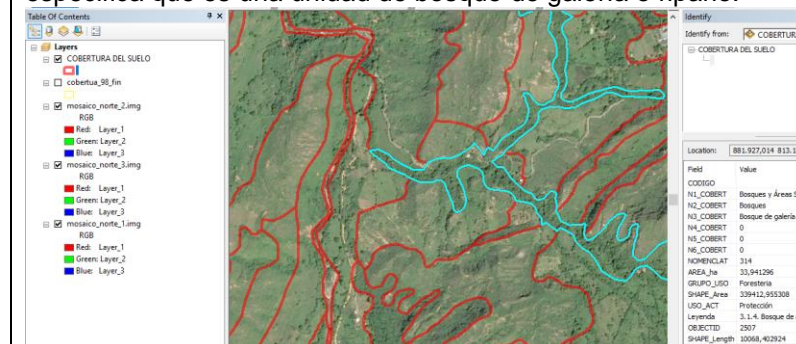 especifica que es una unidad de bosque de galería o ripario.
Table Of Contents
Layers
COBERTURA DEL SUELO
cobertua_98_fin
mosaico_norte_2.img
RGB
Red: Layer_1
Green: Layer_2
Blue: Layer_3
mosaico_norte_3.img
RGB
Red: Layer_1
Green: Layer_2
Blue: Layer_3
mosaico_norte_1.img
RGB
Red: Layer_1
Green: Layer_2
Blue: Layer_3
Identify
Identify from: COBERTURA
COBERTURA DEL SUELO
Location: 881.927,014 813.1
Field Value
CODIGO
N1_COBERT Bosques y Áreas S
N2_COBERT Bosques
N3_COBERT Bosque de galería
N4_COBERT 0
N5_COBERT 0
N6_COBERT 0
NOMENCLAT 314
AREA_ha 33,941296
GRUPO_USO Foresteria
SHAPE_Area 339412,955308
USO_ACT Protección
Leyenda 3.1.4. Bosque de
OBJECTID 2507
SHAPE_Length 10068,402924